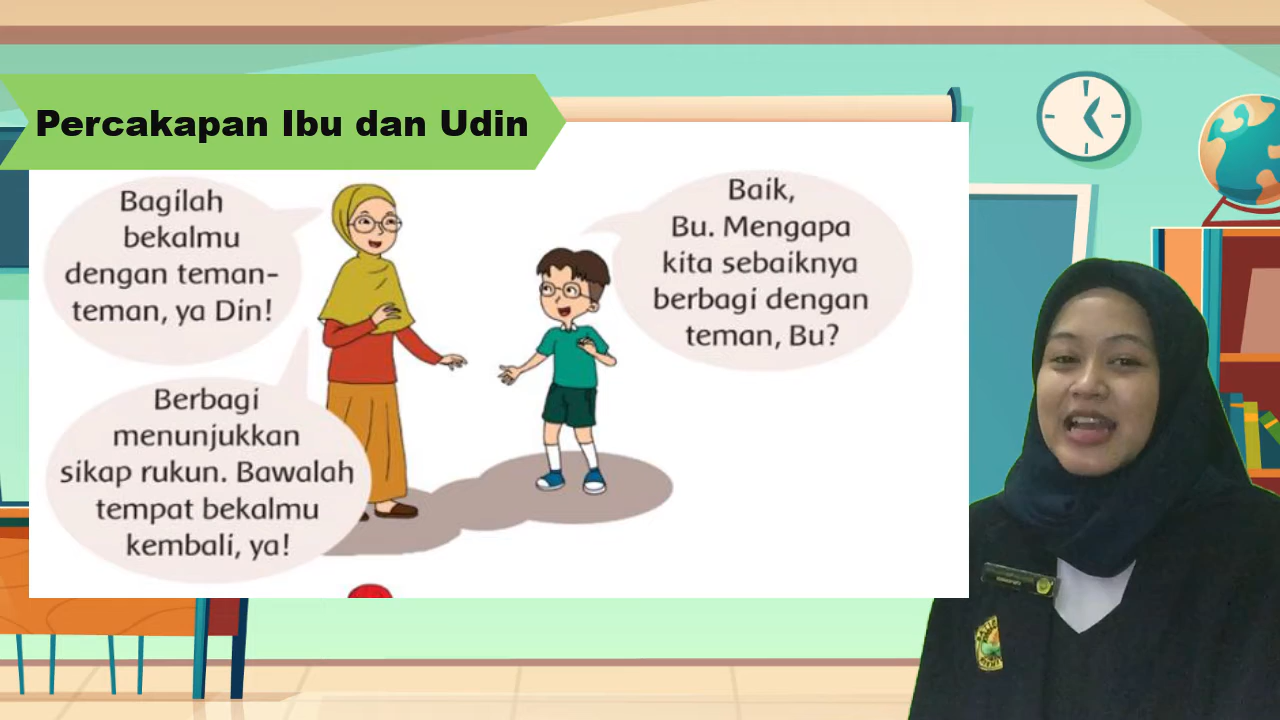 Percakapan Ibu dan Udin
Bagilah
bekalmu
dengan teman-
teman, ya Din!
Baik,
Bu. Mengapa
kita sebaiknya
berbagi dengan
teman, Bu?
Berbagi
menunjukkan
sikap rukun. Bawalah
tempat bekalmu
kembali, ya!